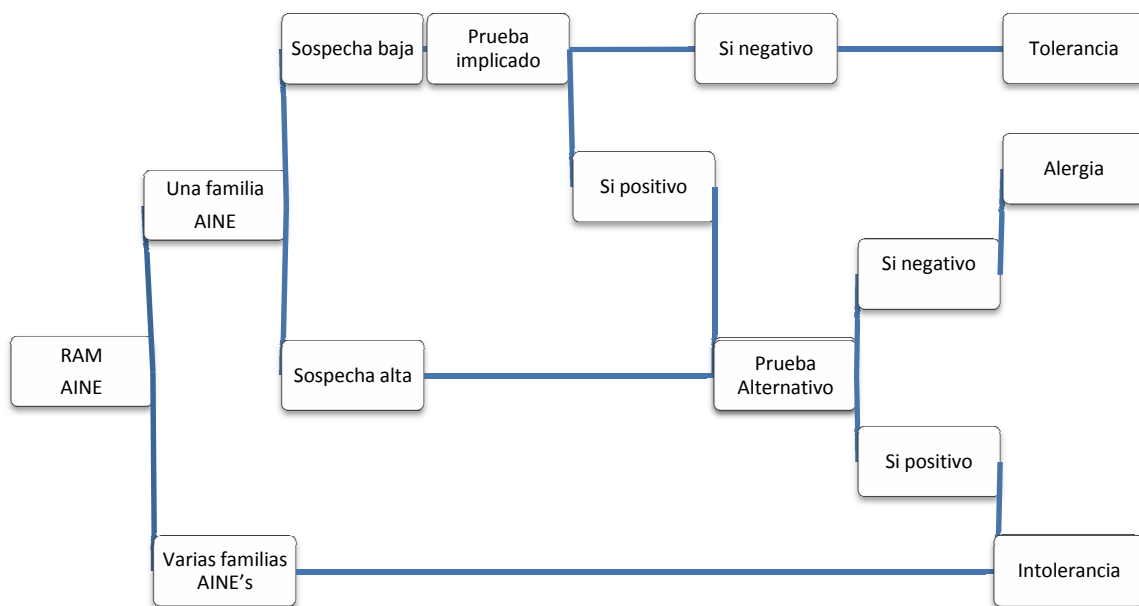 Sospecha baja
Prueba
implicado
Si negativo
Tolerancia
Una familia
AINE
Si positivo
Alergia
Si negativo
RAM
AINE
Sospecha alta
Prueba
Alternativo
Si positivo
Varias familias
AINE’s
Intolerancia